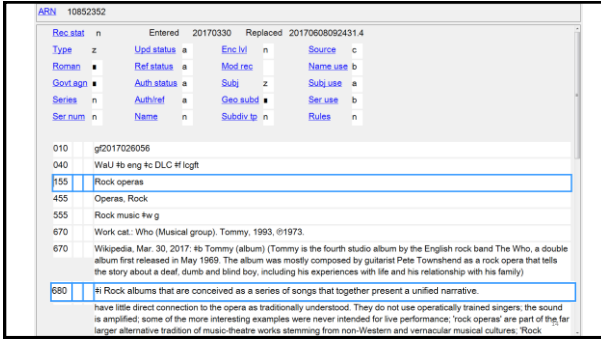 ARN 10852352
Rec stat n Entered 20170330 Replaced 20170608092431.4
Type z Upd status a Enc lvl n Source c
Roman ■ Ref status a Mod rec Name use b
Govt agn ■ Auth status a Subj z Subj use a
Series n Auth/ref a Geo subd ■ Ser use b
Ser num n Name n Subdiv tp n Rules n
010 gf2017026056
040 WaU ‡b eng ‡c DLC ‡f lcgft
155 Rock operas
455 Operas, Rock
555 Rock music ‡w g
670 Work cat.: Who (Musical group). Tommy, 1993, ℗1973.
670 Wikipedia, Mar. 30, 2017: ‡b Tommy (album) (Tommy is the fourth studio album by the English rock band The Who, a double
album first released in May 1969. The album was mostly composed by guitarist Pete Townshend as a rock opera that tells
the story about a deaf, dumb and blind boy, including his experiences with life and his relationship with his family)
680 ‡i Rock albums that are conceived as a series of songs that together present a unified narrative.
have little direct connection to the opera as traditionally understood. They do not use operatically trained singers; the sound
is amplified; some of the more interesting examples were never intended for live performance; 'rock operas' are part of the far
larger alternative tradition of music-theatre works stemming from non-Western and vernacular musical cultures; 'Rock